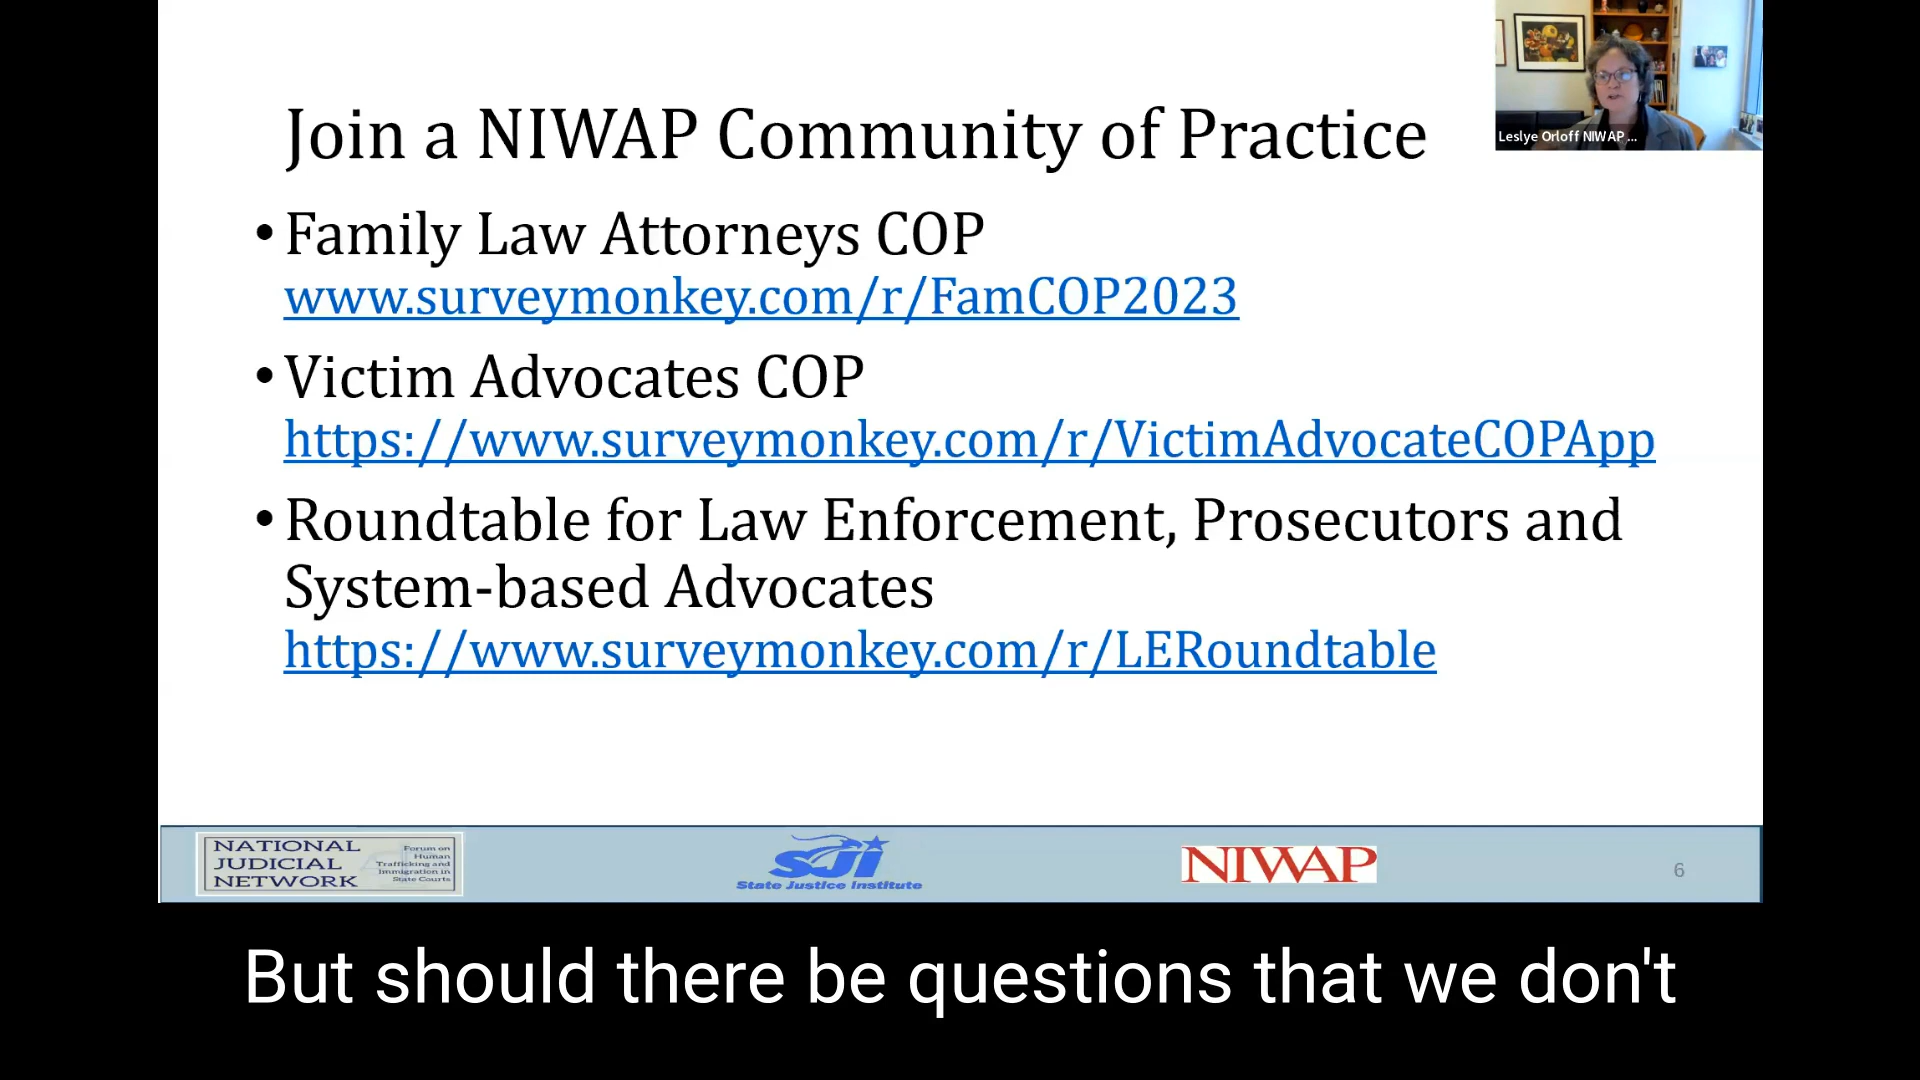 Join a NIWAP Community of Practice
Leslye Orloff NIWAP ...
• Family Law Attorneys COP
www.surveymonkey.com/r/FamCOP2023
• Victim Advocates COP
https://www.surveymonkey.com/r/VictimAdvocateCOPApp
• Roundtable for Law Enforcement, Prosecutors and
System-based Advocates
https://www.surveymonkey.com/r/LERoundtable
NATIONAL
JUDICIAL
NETWORK
Forum on
Human
Trafficking and
Immigration in
State Courts
SJI
State Justice Institute
NIWAP
6
But should there be questions that we don't